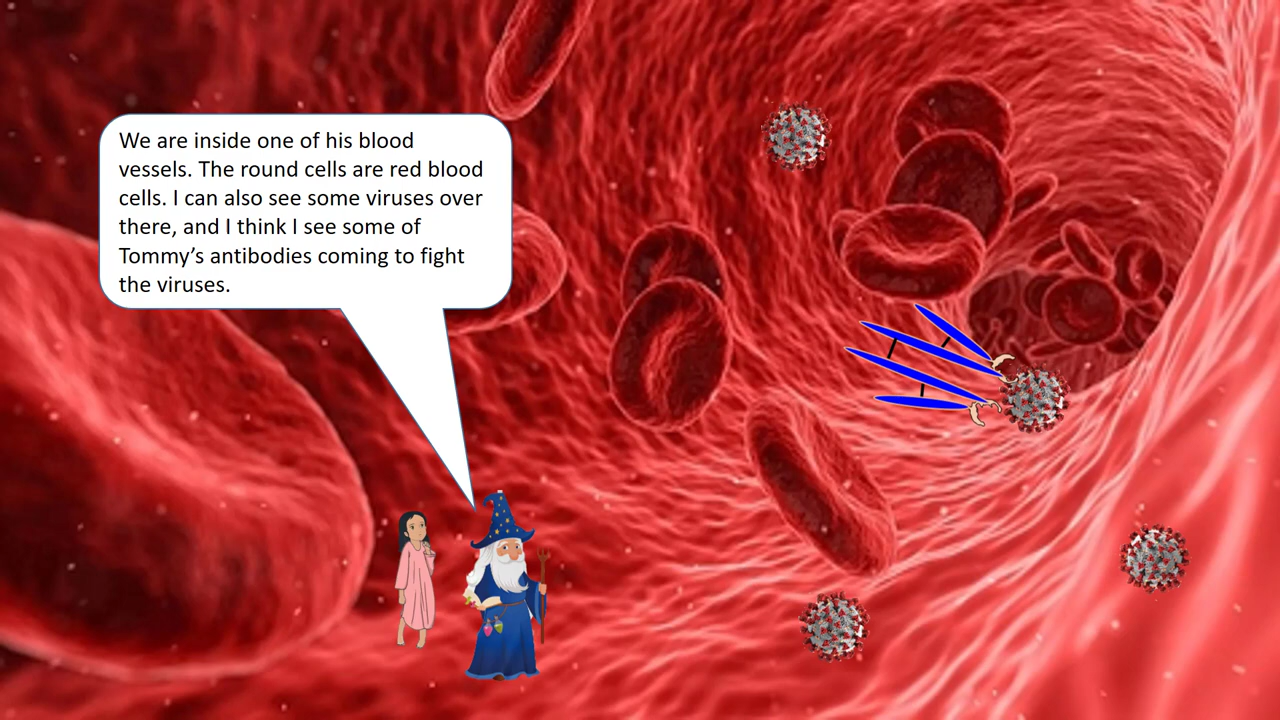 We are inside one of his blood
vessels. The round cells are red blood
cells. I can also see some viruses over
there, and I think I see some of
Tommy’s antibodies coming to fight
the viruses.